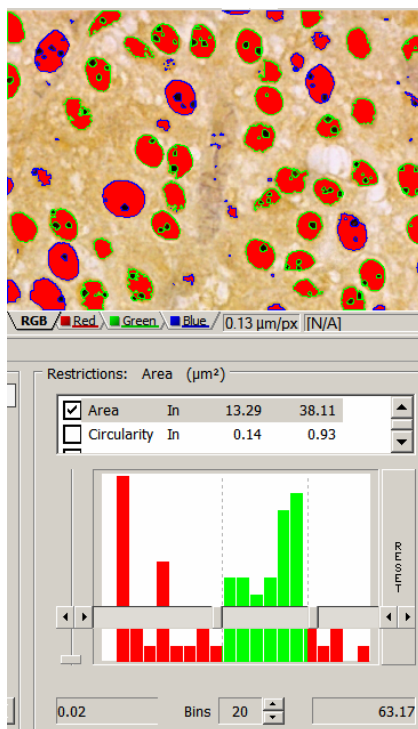 RGB Red Green Blue 0.13 µm/px [N/A]
Restrictions: Area (µm²)
Area In 13.29 38.11
Circularity In 0.14 0.93
RESET
0.02 Bins 20 63.17